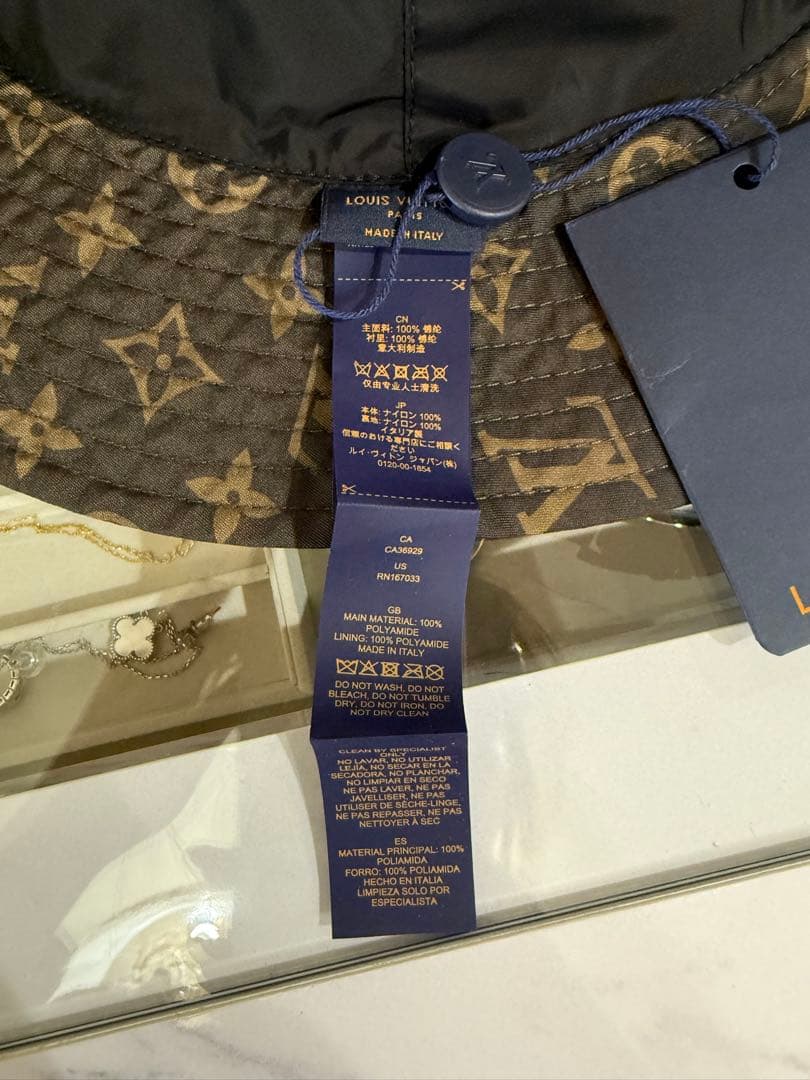 LOUIS VUI
PARIS
MADE IN ITALY
CN
主面料: 100% 锦纶
衬里: 100% 锦纶
意大利制造
仅由专业人士清洗
JP
本体: ナイロン 100%
裏地: ナイロン 100%
イタリア製
信頼のおける専門店にご相談く
ださい
ルイ・ヴィトン ジャパン(株)
0120-00-1854
CA
CA36929
US
RN167033
GB
MAIN MATERIAL: 100%
POLYAMIDE
LINING: 100% POLYAMIDE
MADE IN ITALY
DO NOT WASH, DO NOT
BLEACH, DO NOT TUMBLE
DRY, DO NOT IRON, DO
NOT DRY CLEAN
CLEAN BY SPECIALIST
ONLY
NO LAVAR, NO UTILIZAR
LEJÍA, NO SECAR EN LA
SECADORA, NO PLANCHAR,
NO LIMPIAR EN SECO
NE PAS LAVER, NE PAS
JAVELLISER, NE PAS
UTILISER DE SÈCHE-LINGE,
NE PAS REPASSER, NE PAS
NETTOYER À SEC
ES
MATERIAL PRINCIPAL: 100%
POLIAMIDA
FORRO: 100% POLIAMIDA
HECHO EN ITALIA
LIMPIEZA SOLO POR
ESPECIALISTA
L